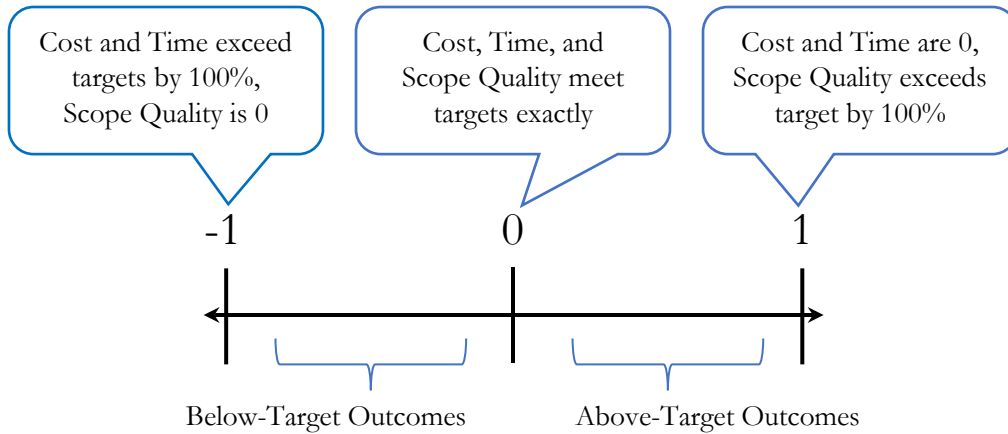 Cost and Time exceed
targets by 100%,
Scope Quality is 0
Cost, Time, and
Scope Quality meet
targets exactly
Cost and Time are 0,
Scope Quality exceeds
target by 100%
-1
0
1
Below-Target Outcomes
Above-Target Outcomes